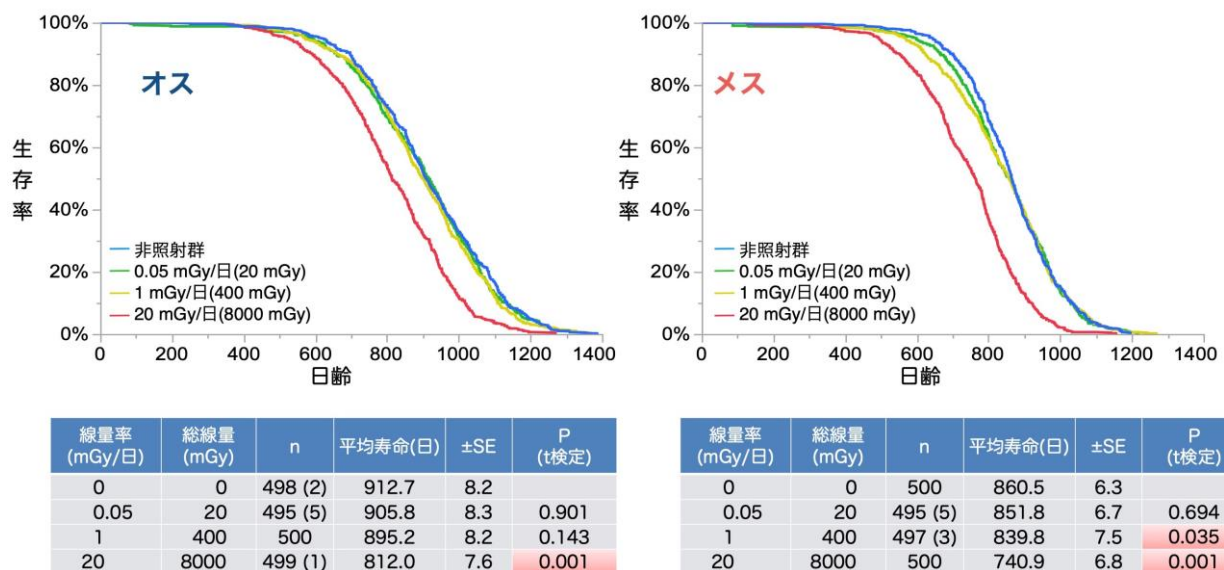 オス
100%
80%
60%
40%
20%
0%
生存率
非照射群
0.05 mGy/日(20 mGy)
1 mGy/日(400 mGy)
20 mGy/日(8000 mGy)
0 200 400 600 800 1000 1200 1400
日齢
メス
100%
80%
60%
40%
20%
0%
生存率
非照射群
0.05 mGy/日(20 mGy)
1 mGy/日(400 mGy)
20 mGy/日(8000 mGy)
0 200 400 600 800 1000 1200 1400
日齢
線量率 総線量 n 平均寿命(日) ±SE P
(mGy/日) (mGy) (t検定)
0 0 498 (2) 912.7 8.2
0.05 20 495 (5) 905.8 8.3 0.901
1 400 500 895.2 8.2 0.143
20 8000 499 (1) 812.0 7.6 0.001
線量率 総線量 n 平均寿命(日) ±SE P
(mGy/日) (mGy) (t検定)
0 0 500 860.5 6.3
0.05 20 495 (5) 851.8 6.7 0.694
1 400 497 (3) 839.8 7.5 0.035
20 8000 500 740.9 6.8 0.001